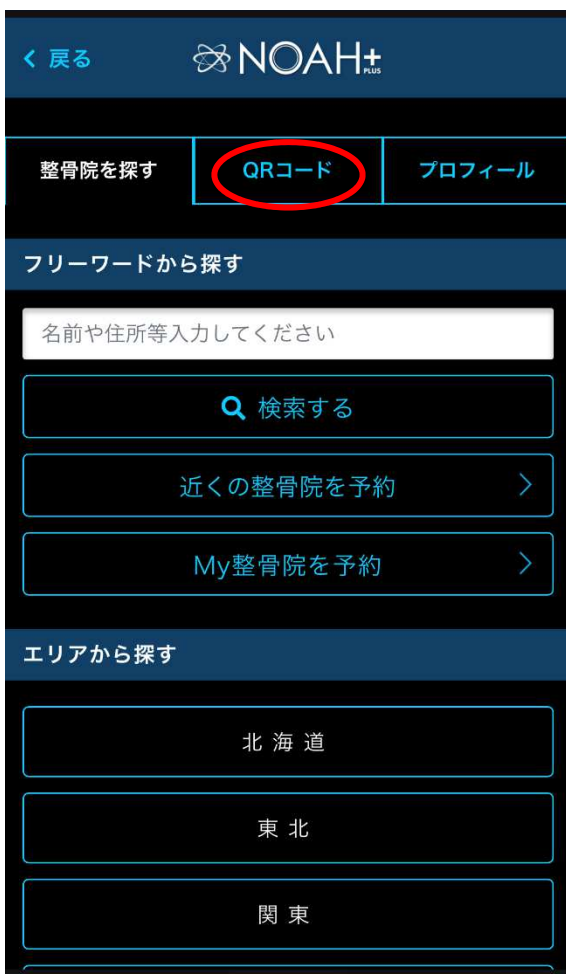 戻る NOAH+ PLUS
整骨院を探す QRコード プロフィール
フリーワードから探す
名前や住所等入力してください
検索する
近くの整骨院を予約
My整骨院を予約
エリアから探す
北海道
東北
関東